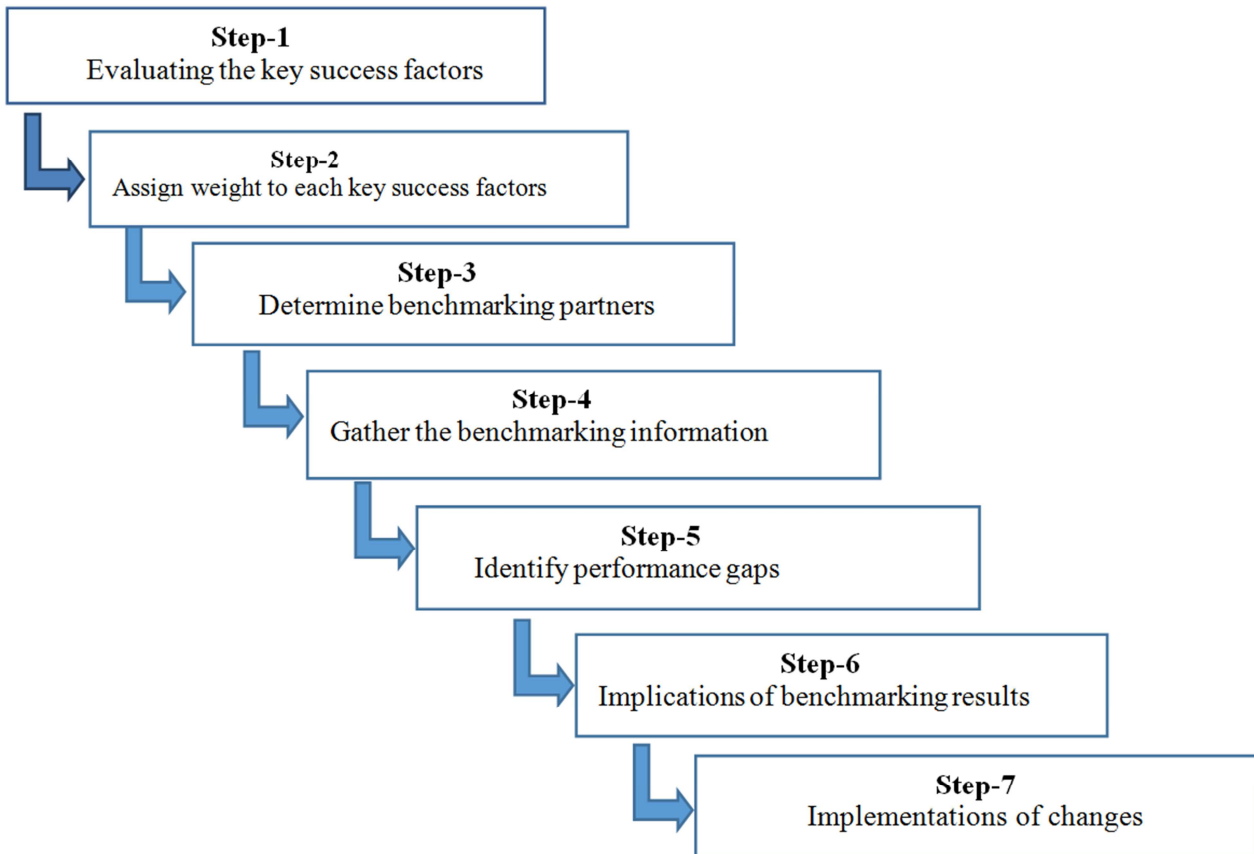 Step-1
Evaluating the key success factors
Step-2
Assign weight to each key success factors
Step-3
Determine benchmarking partners
Step-4
Gather the benchmarking information
Step-5
Identify performance gaps
Step-6
Implications of benchmarking results
Step-7
Implementations of changes